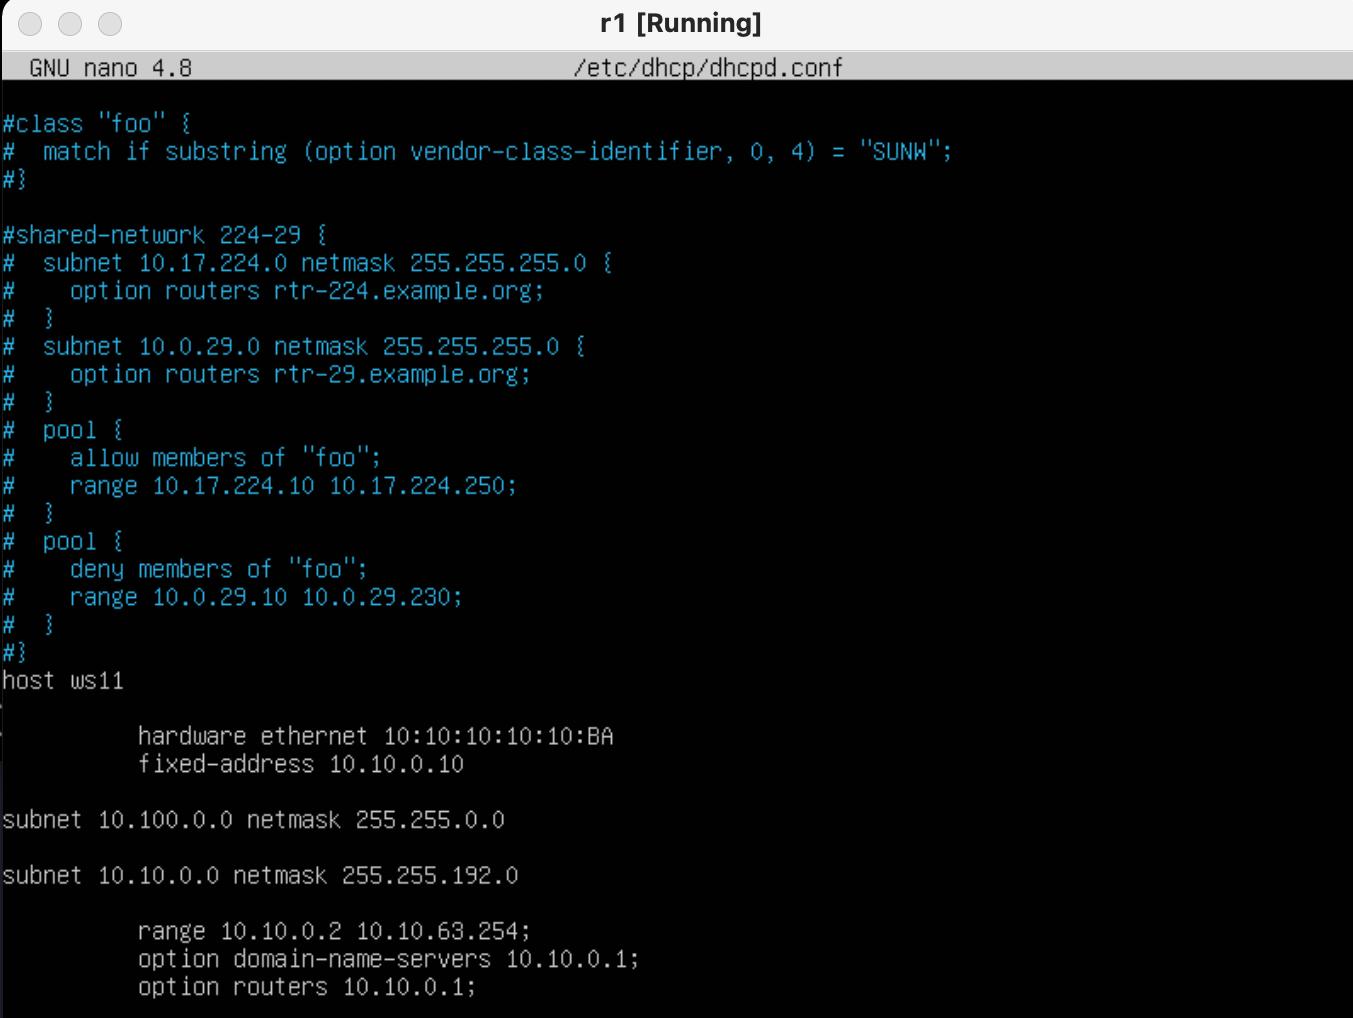 r1 [Running]
GNU nano 4.8 /etc/dhcp/dhcpd.conf
#class "foo" {
#  match if substring (option vendor-class-identifier, 0, 4) = "SUNW";
#}
#shared-network 224-29 {
#  subnet 10.17.224.0 netmask 255.255.255.0 {
#    option routers rtr-224.example.org;
#  }
#  subnet 10.0.29.0 netmask 255.255.255.0 {
#    option routers rtr-29.example.org;
#  }
#  pool {
#    allow members of "foo";
#    range 10.17.224.10 10.17.224.250;
#  }
#  pool {
#    deny members of "foo";
#    range 10.0.29.10 10.0.29.230;
#  }
#}
host ws11
hardware ethernet 10:10:10:10:10:BA
fixed-address 10.10.0.10
subnet 10.100.0.0 netmask 255.255.0.0
subnet 10.10.0.0 netmask 255.255.192.0
range 10.10.0.2 10.10.63.254;
option domain-name-servers 10.10.0.1;
option routers 10.10.0.1;